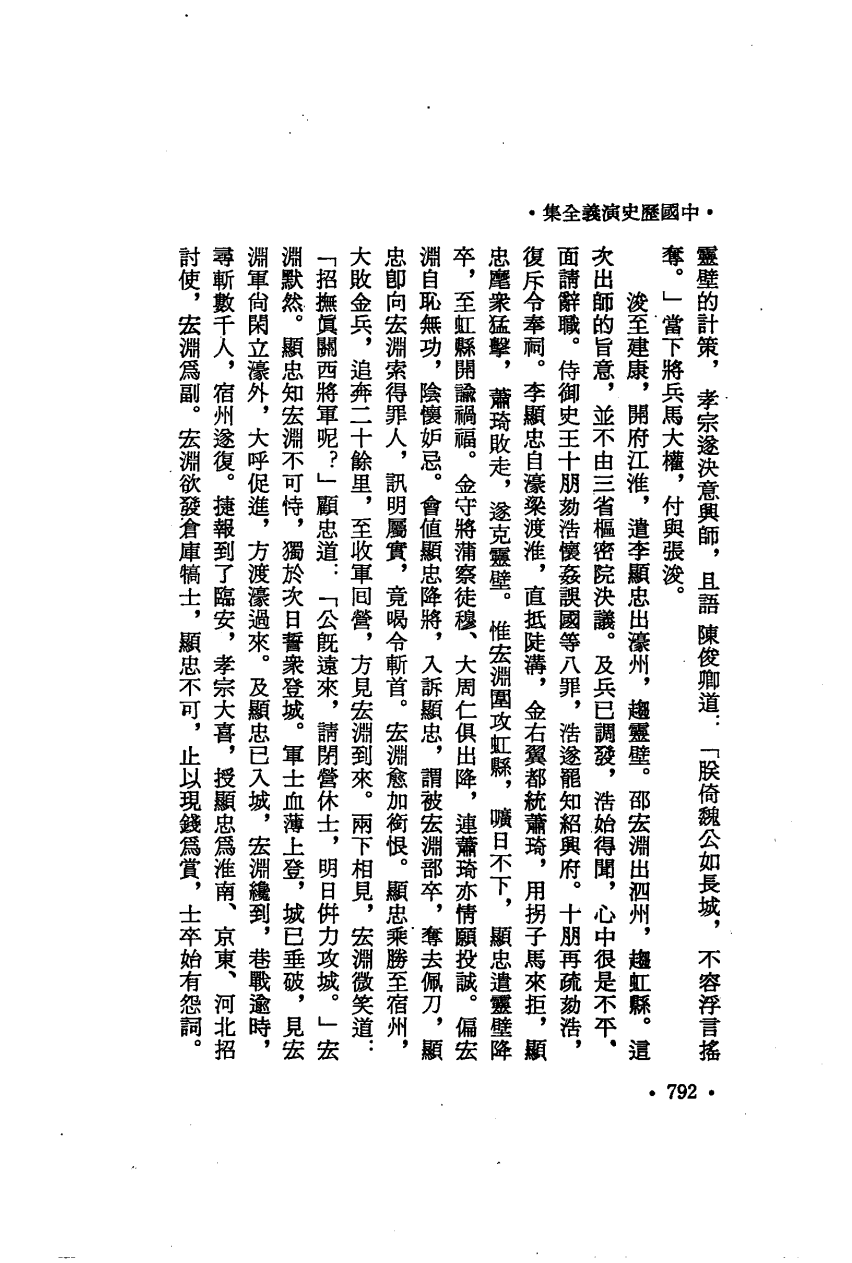 •中國歷史演義全集•
靈壁的計策，孝宗遂決意興師，且語陳俊卿道：「朕倚魏公如長城，不容浮言搖
奪。」當下將兵馬大權，付與張浚。
浚至建康，開府江淮，遣李顯忠出濠州，趨靈壁。邵宏淵出泗州，趨虹縣。這
次出師的旨意，並不由三省樞密院決議。及兵已調發，浩始得聞，心中很是不平，
面請辭職。侍御史王十朋劾浩懷姦誤國等八罪，浩遂罷知紹興府。十朋再疏劾浩，
復斥令奉祠。李顯忠自濠梁渡淮，直抵陡溝，金右翼都統蕭琦，用拐子馬來拒，顯
忠麾衆猛擊，蕭琦敗走，遂克靈壁。惟宏淵圍攻虹縣，曠日不下，顯忠遣靈壁降
卒，至虹縣開諭禍福。金守將蒲察徒穆、大周仁俱出降，連蕭琦亦情願投誠。偏宏
淵自恥無功，陰懷妒忌。會值顯忠降將，入訴顯忠，謂被宏淵部卒，奪去佩刀，顯
忠卽向宏淵索得罪人，訊明屬實，竟喝令斬首。宏淵愈加銜恨。顯忠乘勝至宿州，
大敗金兵，追奔二十餘里，至收軍回營，方見宏淵到來。兩下相見，宏淵微笑道：
「招撫眞關西將軍呢？」顯忠道：「公旣遠來，請閉營休士，明日倂力攻城。」宏
淵默然。顯忠知宏淵不可恃，獨於次日誓衆登城。軍士血薄上登，城已垂破，見宏
淵軍尙閑立濠外，大呼促進，方渡濠過來。及顯忠已入城，宏淵纔到，巷戰逾時，
尋斬數千人，宿州遂復。捷報到了臨安，孝宗大喜，授顯忠爲淮南、京東、河北招
討使，宏淵爲副。宏淵欲發倉庫犒士，顯忠不可，止以現錢爲賞，士卒始有怨詞。
•792•